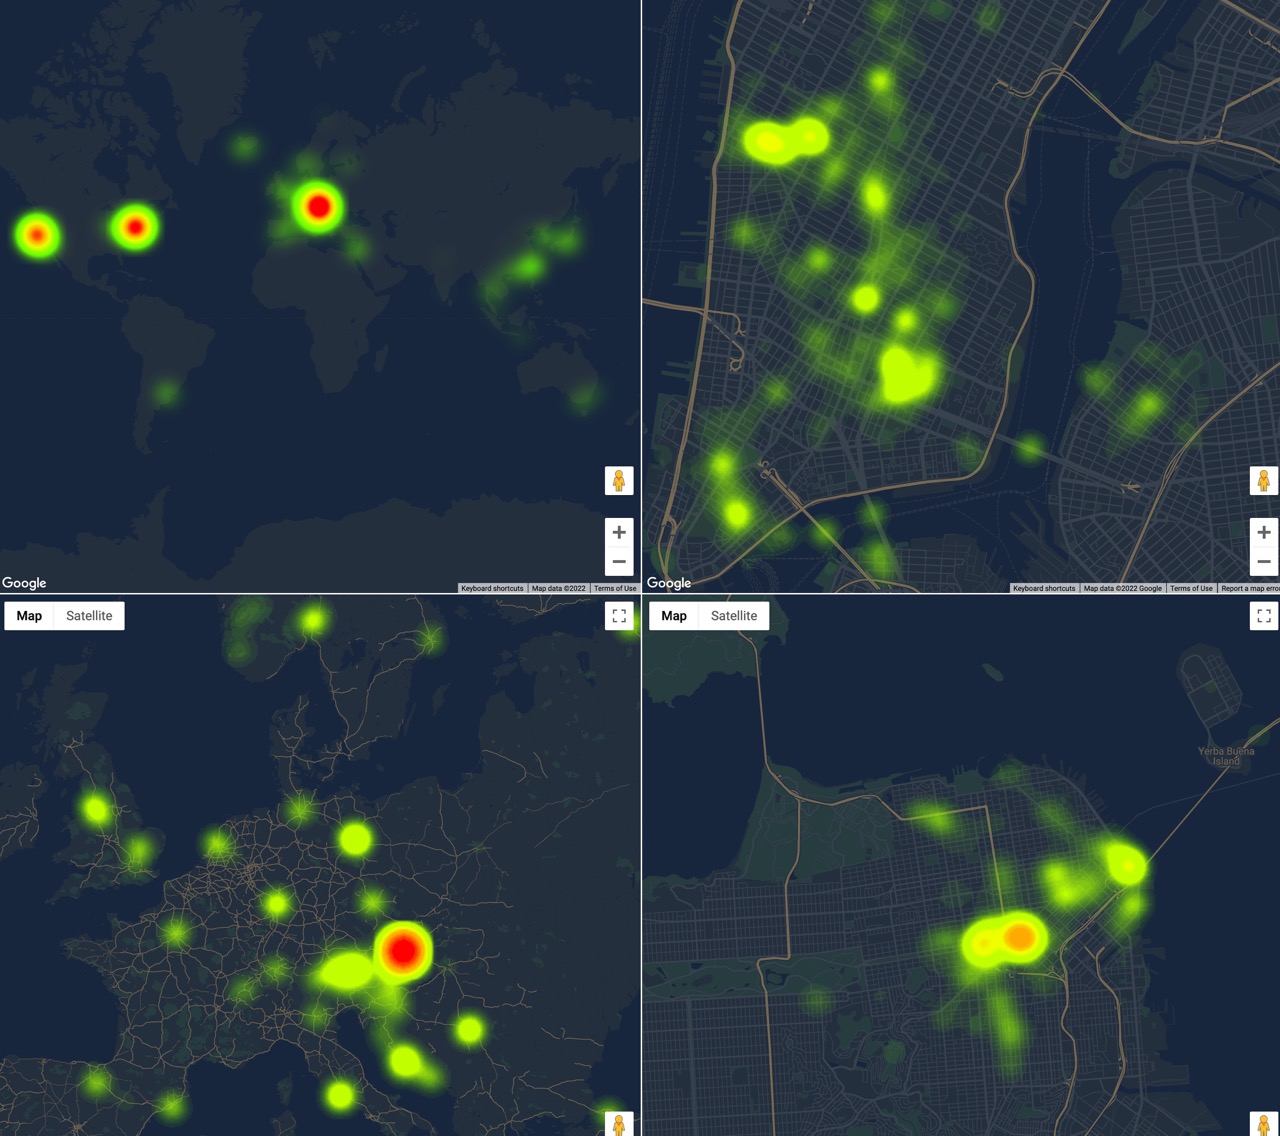 Google
Keyboard shortcuts
Map data ©2022
Terms of Use
Google
Keyboard shortcuts
Map data ©2022 Google
Terms of Use
Report a map erro
Map
Satellite
Map
Satellite
Yerba Buena
Island